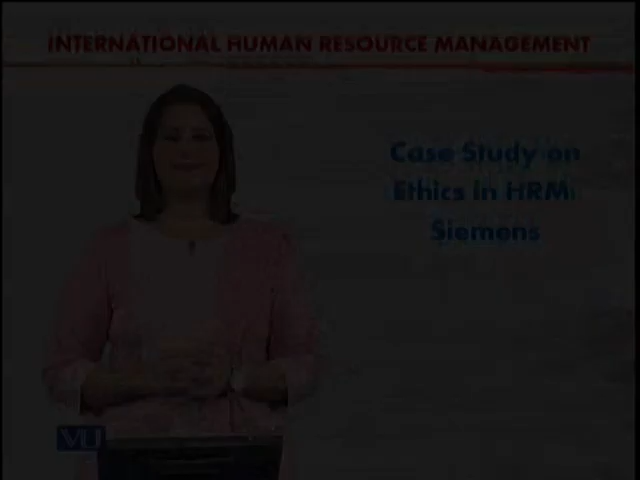 INTERNATIONAL HUMAN RESOURCE MANAGEMENT
Case Study on
Ethics in HRM:
Siemens
VU